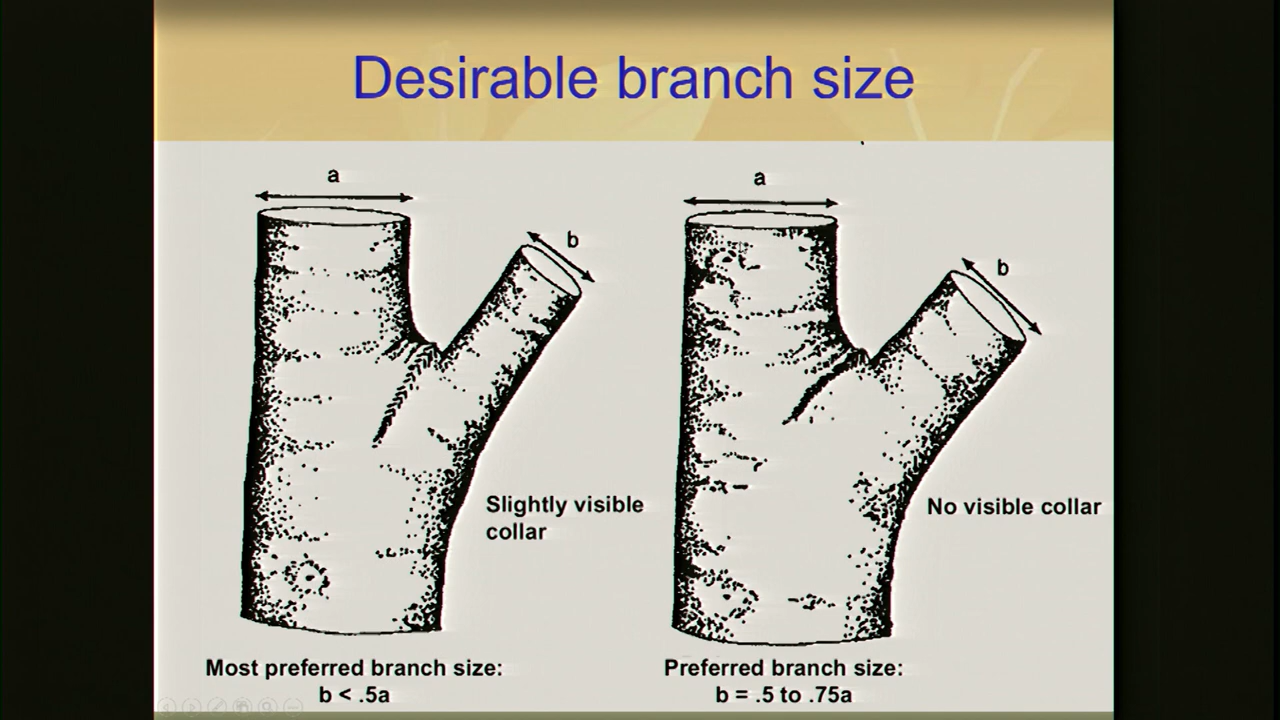 Desirable branch size
a
b
a
b
Slightly visible
collar
No visible collar
Most preferred branch size:
b < .5a
Preferred branch size:
b = .5 to .75a